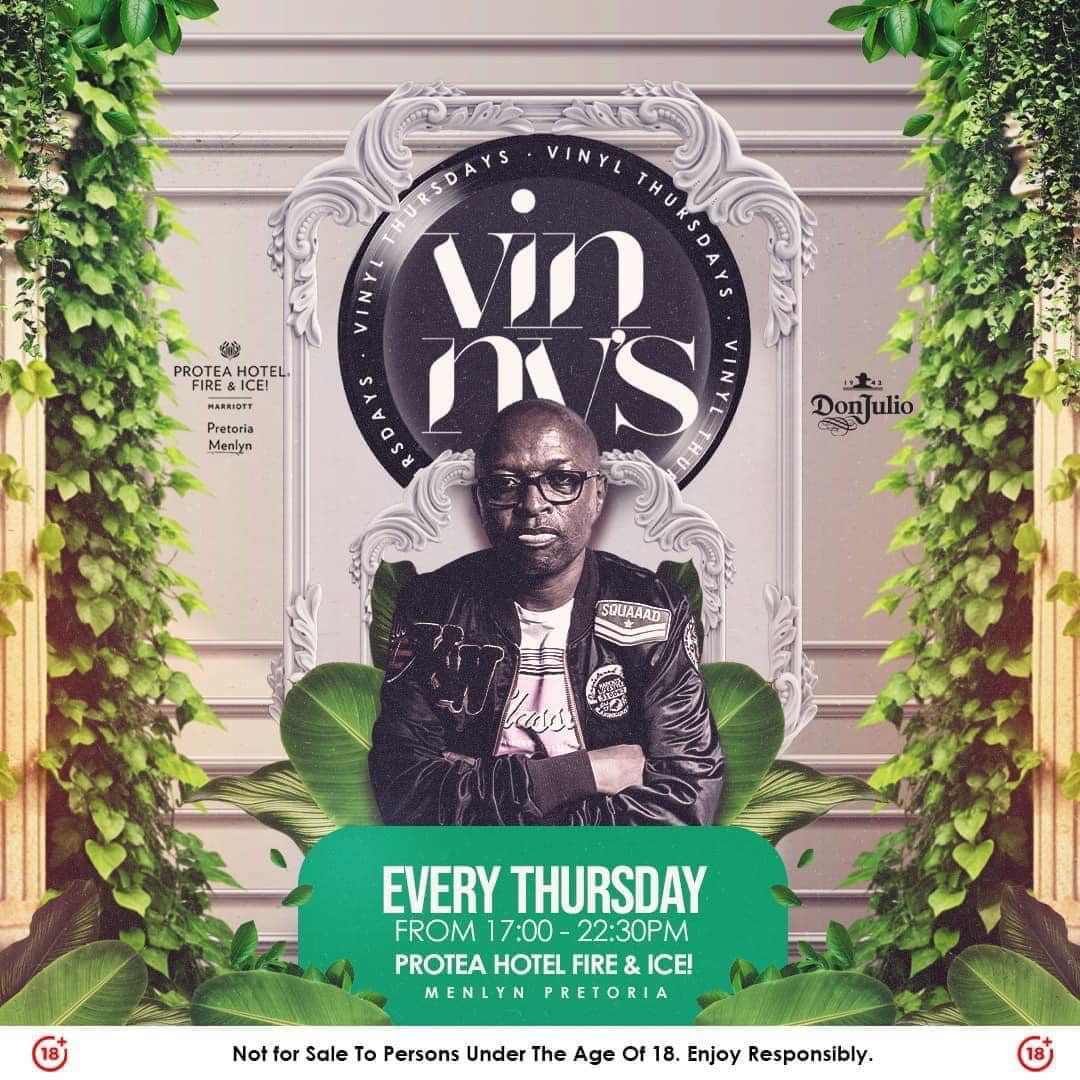 VINYL THURSDAYS · VINYL THURSDAYS · VINYL THU
RSDAYS ·
vin
ny's
PROTEA HOTEL
FIRE & ICE!
MARRIOTT
Pretoria
Menlyn
1942
DonJulio
SQUAAAD
Classi
EVERY THURSDAY
FROM 17:00 - 22:30PM
PROTEA HOTEL FIRE & ICE!
MENLYN PRETORIA
18+
Not for Sale To Persons Under The Age Of 18. Enjoy Responsibly.
18+